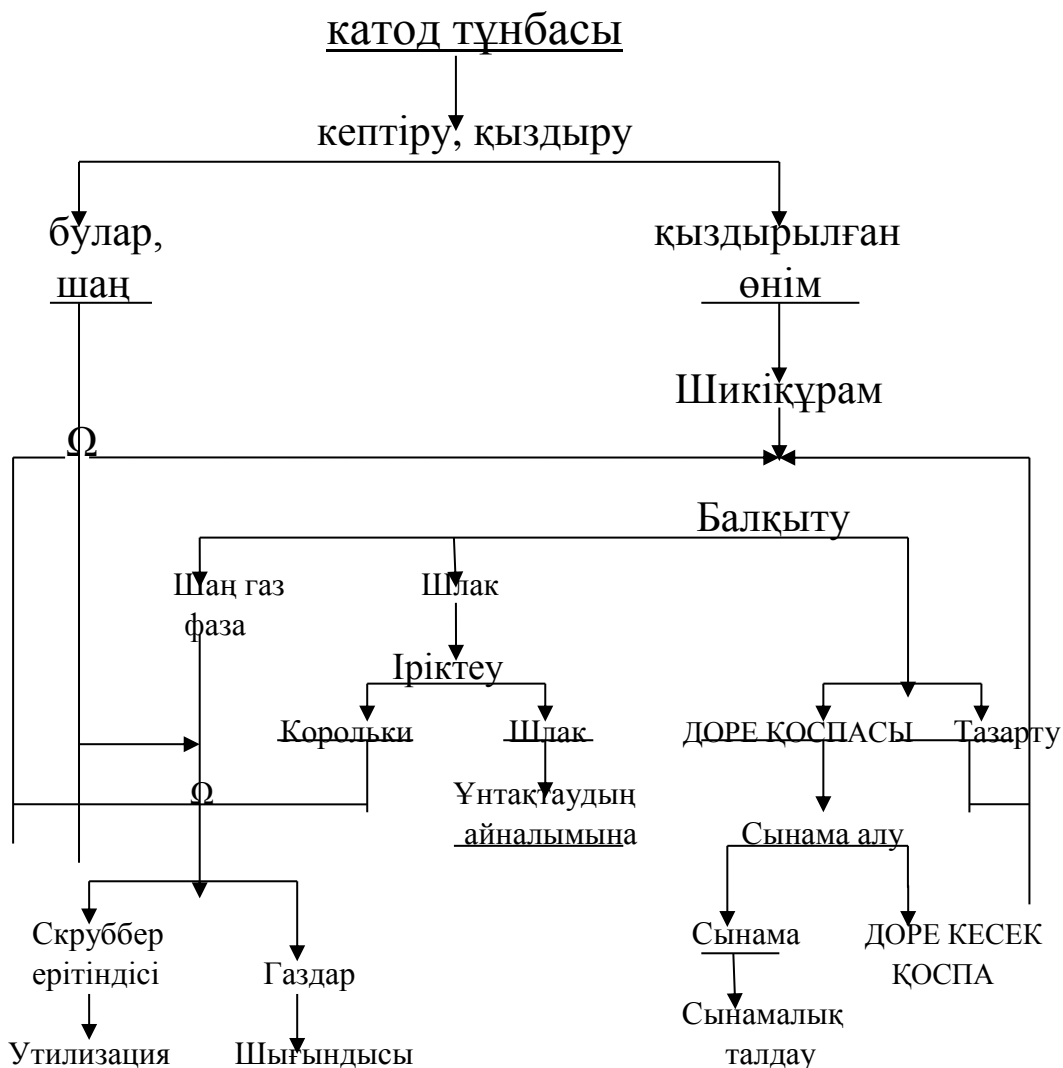 катод тұнбасы
кептіру, қыздыру
булар,
шаң
қыздырылған
өнім
Шикіқұрам
Ω
Балқыту
Шаң газ
фаза
Шлак
Іріктеу
Корольки
Шлак
ДОРЕ ҚОСПАСЫ
Тазарту
Ω
Ұнтақтаудың
айналымына
Сынама алу
Скруббер
ерітіндісі
Газдар
Сынама
ДОРЕ КЕСЕК
ҚОСПА
Утилизация
Шығындысы
Сынамалық
талдау